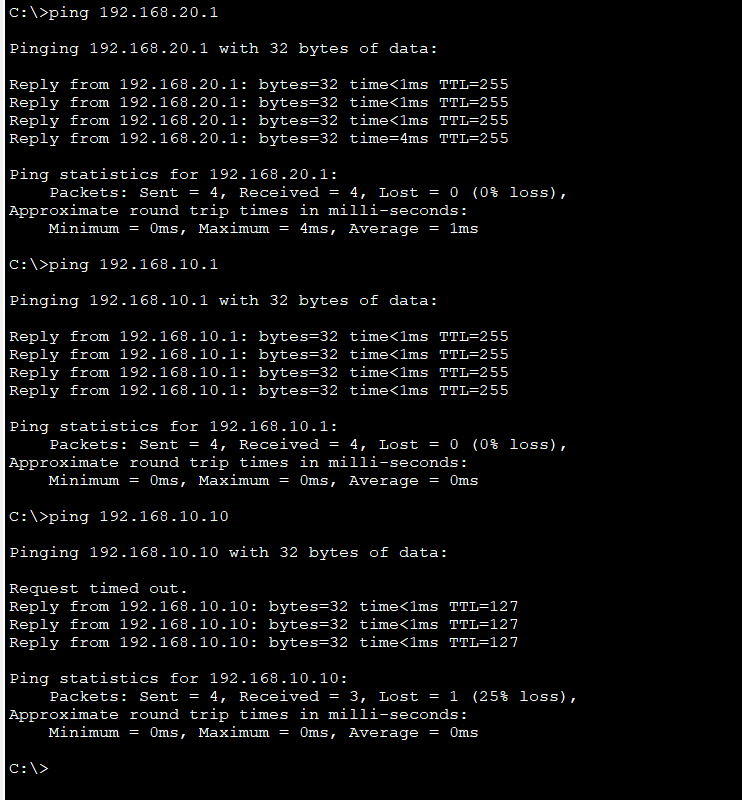 C:\>ping 192.168.20.1
Pinging 192.168.20.1 with 32 bytes of data:
Reply from 192.168.20.1: bytes=32 time<1ms TTL=255
Reply from 192.168.20.1: bytes=32 time<1ms TTL=255
Reply from 192.168.20.1: bytes=32 time<1ms TTL=255
Reply from 192.168.20.1: bytes=32 time=4ms TTL=255
Ping statistics for 192.168.20.1:
    Packets: Sent = 4, Received = 4, Lost = 0 (0% loss),
Approximate round trip times in milli-seconds:
    Minimum = 0ms, Maximum = 4ms, Average = 1ms
C:\>ping 192.168.10.1
Pinging 192.168.10.1 with 32 bytes of data:
Reply from 192.168.10.1: bytes=32 time<1ms TTL=255
Reply from 192.168.10.1: bytes=32 time<1ms TTL=255
Reply from 192.168.10.1: bytes=32 time<1ms TTL=255
Reply from 192.168.10.1: bytes=32 time<1ms TTL=255
Ping statistics for 192.168.10.1:
    Packets: Sent = 4, Received = 4, Lost = 0 (0% loss),
Approximate round trip times in milli-seconds:
    Minimum = 0ms, Maximum = 0ms, Average = 0ms
C:\>ping 192.168.10.10
Pinging 192.168.10.10 with 32 bytes of data:
Request timed out.
Reply from 192.168.10.10: bytes=32 time<1ms TTL=127
Reply from 192.168.10.10: bytes=32 time<1ms TTL=127
Reply from 192.168.10.10: bytes=32 time<1ms TTL=127
Ping statistics for 192.168.10.10:
    Packets: Sent = 4, Received = 3, Lost = 1 (25% loss),
Approximate round trip times in milli-seconds:
    Minimum = 0ms, Maximum = 0ms, Average = 0ms
C:\>